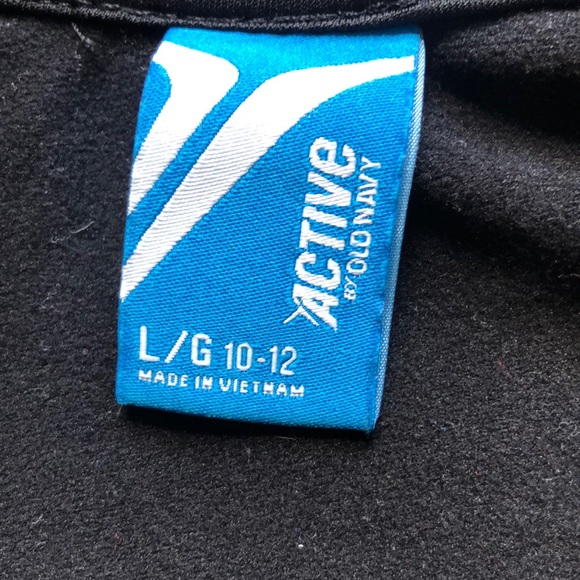 ACTIVE
BY OLD NAVY
L/G 10-12
MADE IN VIETNAM